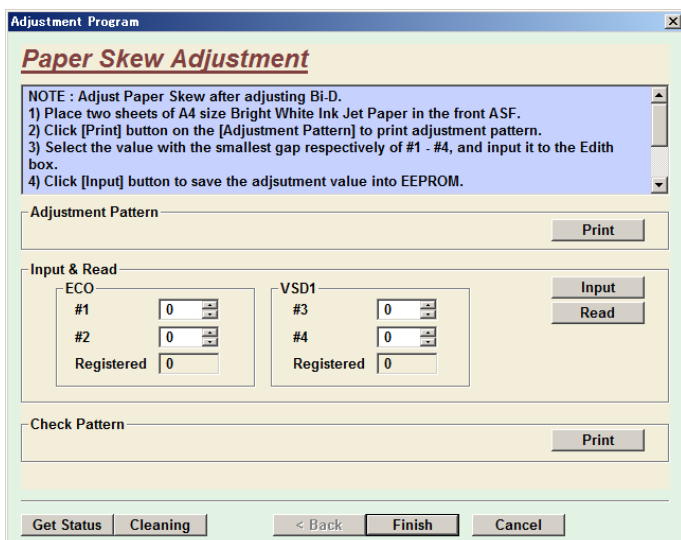 Adjustment Program
Paper Skew Adjustment
NOTE : Adjust Paper Skew after adjusting Bi-D.
1) Place two sheets of A4 size Bright White Ink Jet Paper in the front ASF.
2) Click [Print] button on the [Adjustment Pattern] to print adjustment pattern.
3) Select the value with the smallest gap respectively of #1 - #4, and input it to the Edith
box.
4) Click [Input] button to save the adjsutment value into EEPROM.
Adjustment Pattern
Print
Input & Read
ECO
#1 0
#2 0
Registered 0
VSD1
#3 0
#4 0
Registered 0
Input
Read
Check Pattern
Print
Get Status Cleaning < Back Finish Cancel